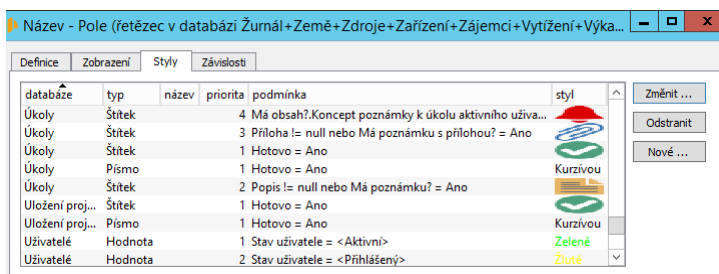 Název - Pole (řetězec v databázi Žurnál+Země+Zdroje+Zařízení+Zájemci+Vytížení+Výka...
Definice Zobrazení Styly Závislosti
databáze typ název priorita podmínka styl
Změnit ...
Úkoly Štítek 4 Má obsah?.Koncept poznámky k úkolu aktivního uživa...
Úkoly Štítek 3 Příloha != null nebo Má poznámku s přílohou? = Ano
Odstranit
Úkoly Štítek 1 Hotovo = Ano
Nové ...
Úkoly Písmo 1 Hotovo = Ano Kurzívou
Úkoly Štítek 2 Popis != null nebo Má poznámku? = Ano
Uložení proj... Štítek 1 Hotovo = Ano
Uložení proj... Písmo 1 Hotovo = Ano Kurzívou
Uživatelé Hodnota 1 Stav uživatele = <Aktivní> Zeleně
Uživatelé Hodnota 2 Stav uživatele = <Přihlášený> Žlutě